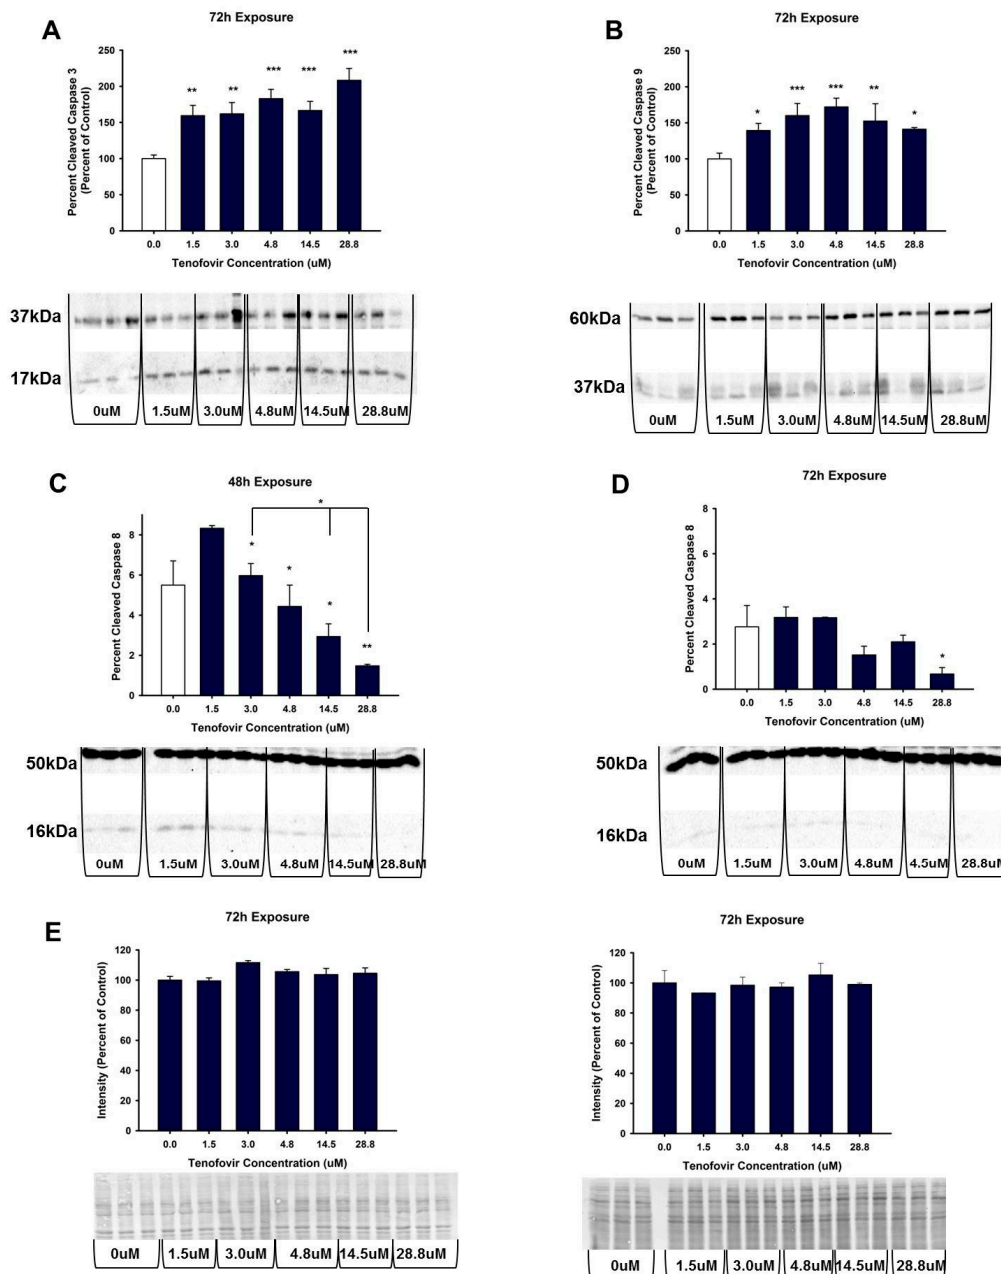 A
72h Exposure
Percent Cleaved Caspase 3
(Percent of Control)
250
200
150
100
50
0
** ** *** *** ***
0.0 1.5 3.0 4.8 14.5 28.8
Tenofovir Concentration (uM)
37kDa
17kDa
0uM 1.5uM 3.0uM 4.8uM 14.5uM 28.8uM
B
72h Exposure
Percent Cleaved Caspase 9
(Percent of Control)
250
200
150
100
50
0
* *** *** ** *
0.0 1.5 3.0 4.8 14.5 28.8
Tenofovir Concentration (uM)
60kDa
37kDa
0uM 1.5uM 3.0uM 4.8uM 14.5uM 28.8uM
C
48h Exposure
Percent Cleaved Caspase 8
8
6
4
2
0
*
* * * **
0.0 1.5 3.0 4.8 14.5 28.8
Tenofovir Concentration (uM)
50kDa
16kDa
0uM 1.5uM 3.0uM 4.8uM 14.5uM 28.8uM
D
72h Exposure
Percent Cleaved Caspase 8
8
6
4
2
0
*
0.0 1.5 3.0 4.8 14.5 28.8
Tenofovir Concentration (uM)
50kDa
16kDa
0uM 1.5uM 3.0uM 4.8uM 4.5uM 28.8uM
E
72h Exposure
Intensity (Percent of Control)
120
100
80
60
40
20
0
0.0 1.5 3.0 4.8 14.5 28.8
Tenofovir Concentration (uM)
0uM 1.5uM 3.0uM 4.8uM 14.5uM 28.8uM
72h Exposure
Intensity (Percent of Control)
120
100
80
60
40
20
0
0.0 1.5 3.0 4.8 14.5 28.8
Tenofovir Concentration (uM)
0uM 1.5uM 3.0uM 4.8uM 14.5uM 28.8uM